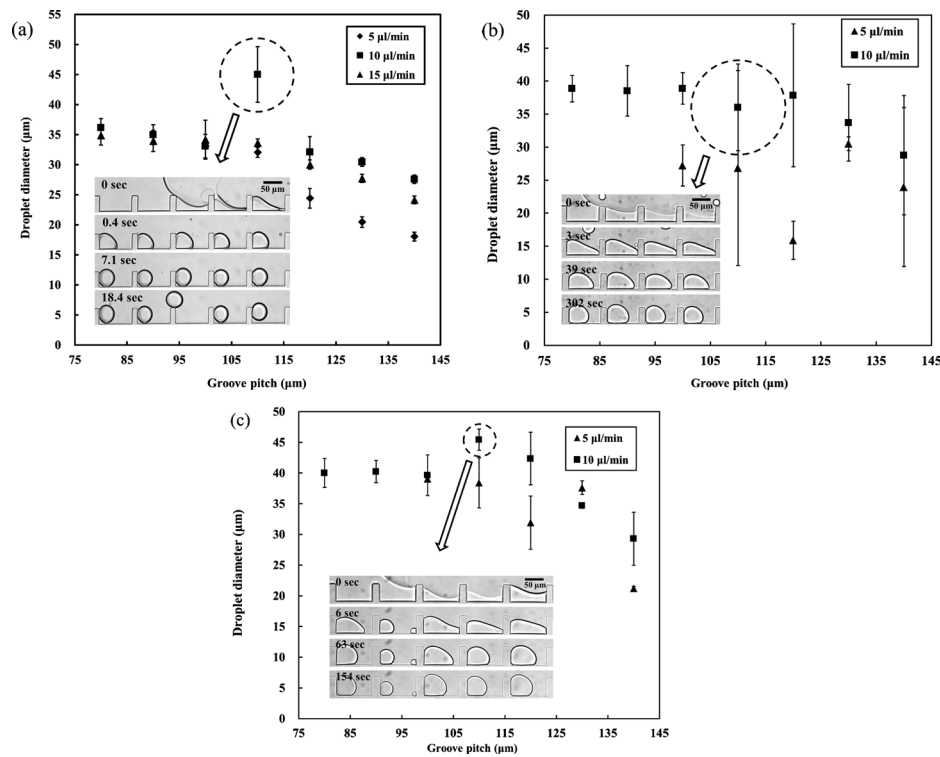 (a)
55
50
45
40
35
30
25
20
15
10
5
0
Droplet diameter (µm)
75
85
95
105
115
125
135
145
Groove pitch (µm)
5 µl/min
10 µl/min
15 µl/min
0 sec
50 µm
0.4 sec
7.1 sec
18.4 sec
(b)
50
45
40
35
30
25
20
15
10
5
0
Droplet diameter (µm)
75
85
95
105
115
125
135
145
Groove pitch (µm)
5 µl/min
10 µl/min
0 sec
50 µm
3 sec
39 sec
302 sec
(c)
50
45
40
35
30
25
20
15
10
5
0
Droplet diameter (µm)
75
85
95
105
115
125
135
145
Groove pitch (µm)
5 µl/min
10 µl/min
0 sec
50 µm
6 sec
63 sec
154 sec